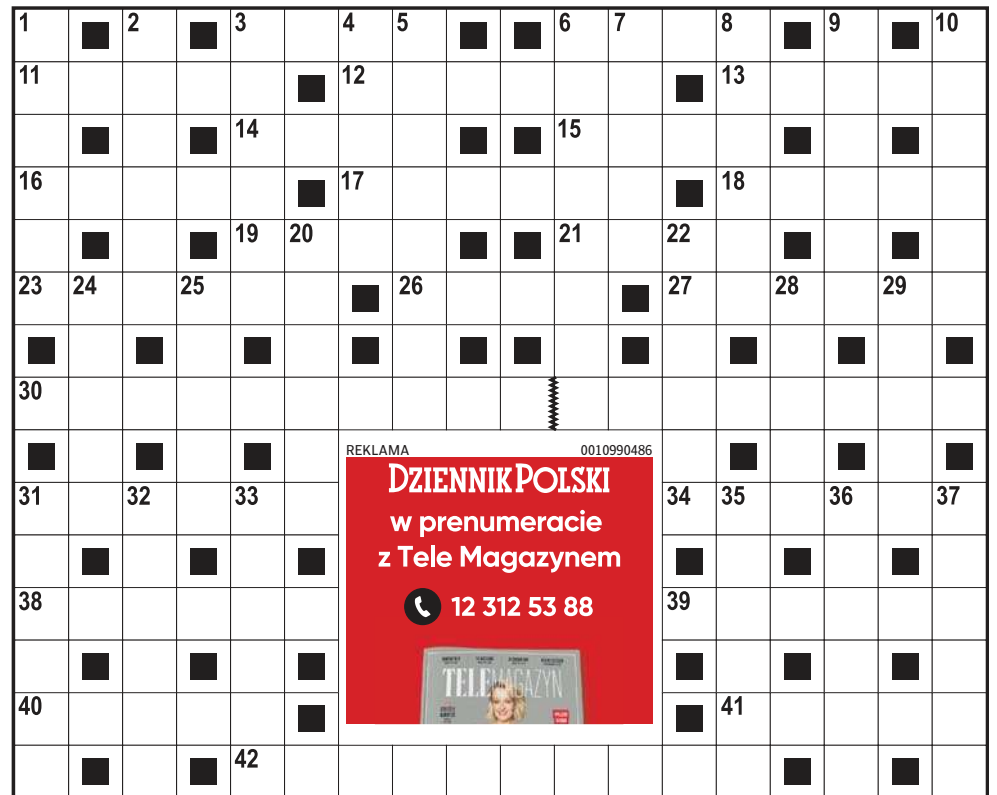 1 2 3 4 5 6 7 8 9 10
11 12 13
14 15
16 17 18
19 20 21 22
23 24 25 26 27 28 29
30
REKLAMA 0010990486
DZIENNIK POLSKI
31 32 33 34 35 36 37
w prenumeracie
z Tele Magazynem
38 12 312 53 88 39
TELEMAGAZYN
40 41
42